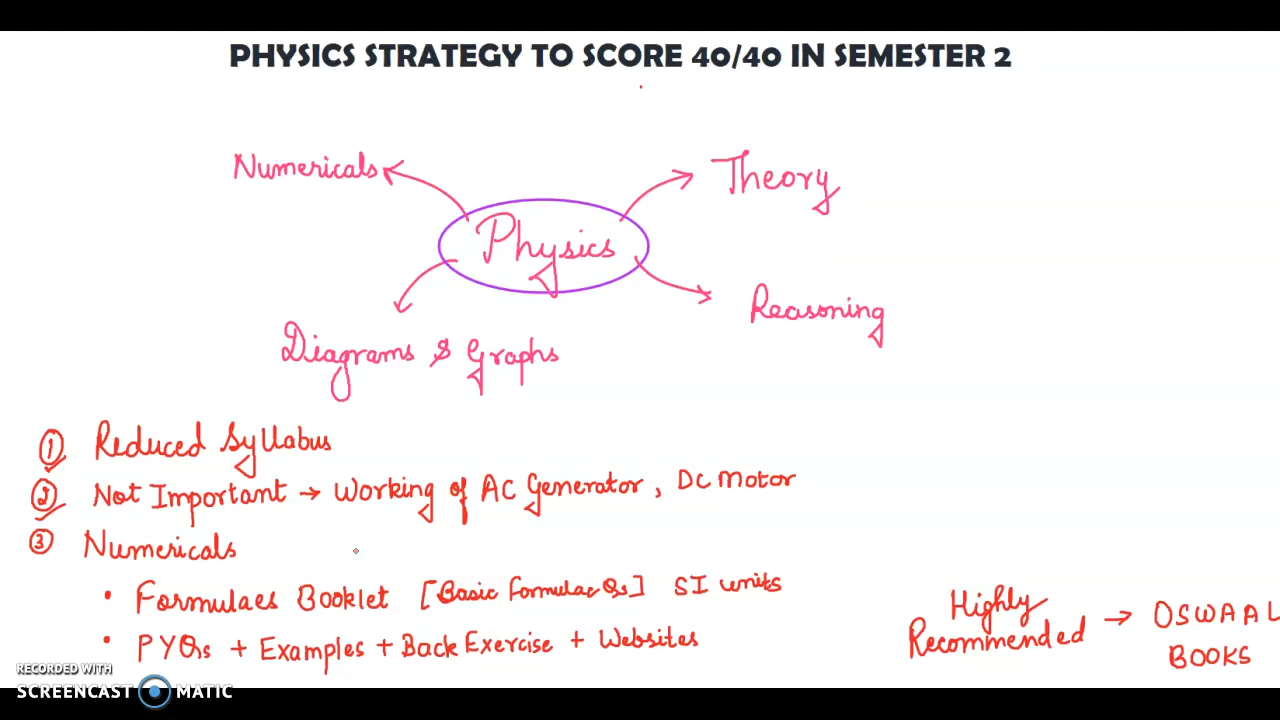 PHYSICS STRATEGY TO SCORE 40/40 IN SEMESTER 2
Numericals
Theory
Physics
Reasoning
Diagrams & Graphs
① Reduced Syllabus
② Not Important → Working of AC Generator, DC Motor
③ Numericals
• Formulaes Booklet [Basic Formulae Qs] SI units
• PYQs + Examples + Back Exercise + Websites
Highly Recommended → OSWAAL BOOKS
RECORDED WITH
SCREENCAST MATIC